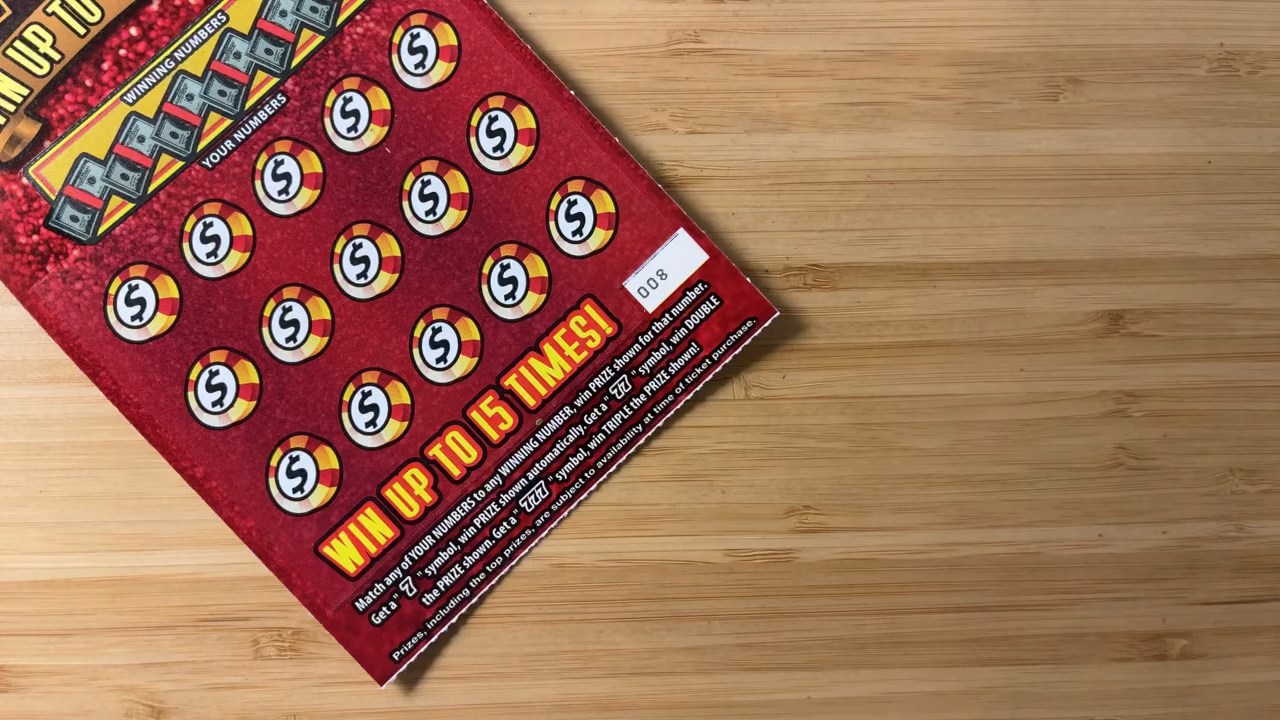 WIN UP TO
WINNING NUMBERS
YOUR NUMBERS
$ $ $ $ $
$ $ $ $ $
$ $ $ $ $
008
WIN UP TO 15 TIMES!
Match any of YOUR NUMBERS to any WINNING NUMBER, win PRIZE shown for that number.
Get a "7" symbol, win PRIZE shown automatically. Get a "77" symbol, win DOUBLE
the PRIZE shown. Get a "777" symbol, win TRIPLE the PRIZE shown!
Prizes, including the top prizes, are subject to availability at time of ticket purchase.